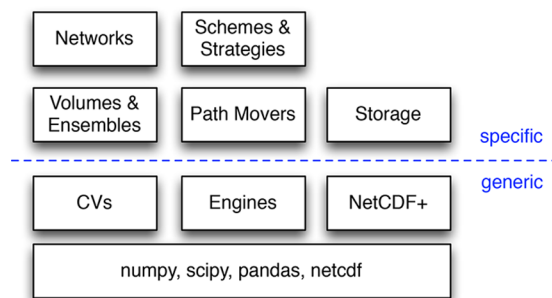 Networks
Schemes &
Strategies
Volumes &
Ensembles
Path Movers
Storage
specific
generic
CVs
Engines
NetCDF+
numpy, scipy, pandas, netcdf